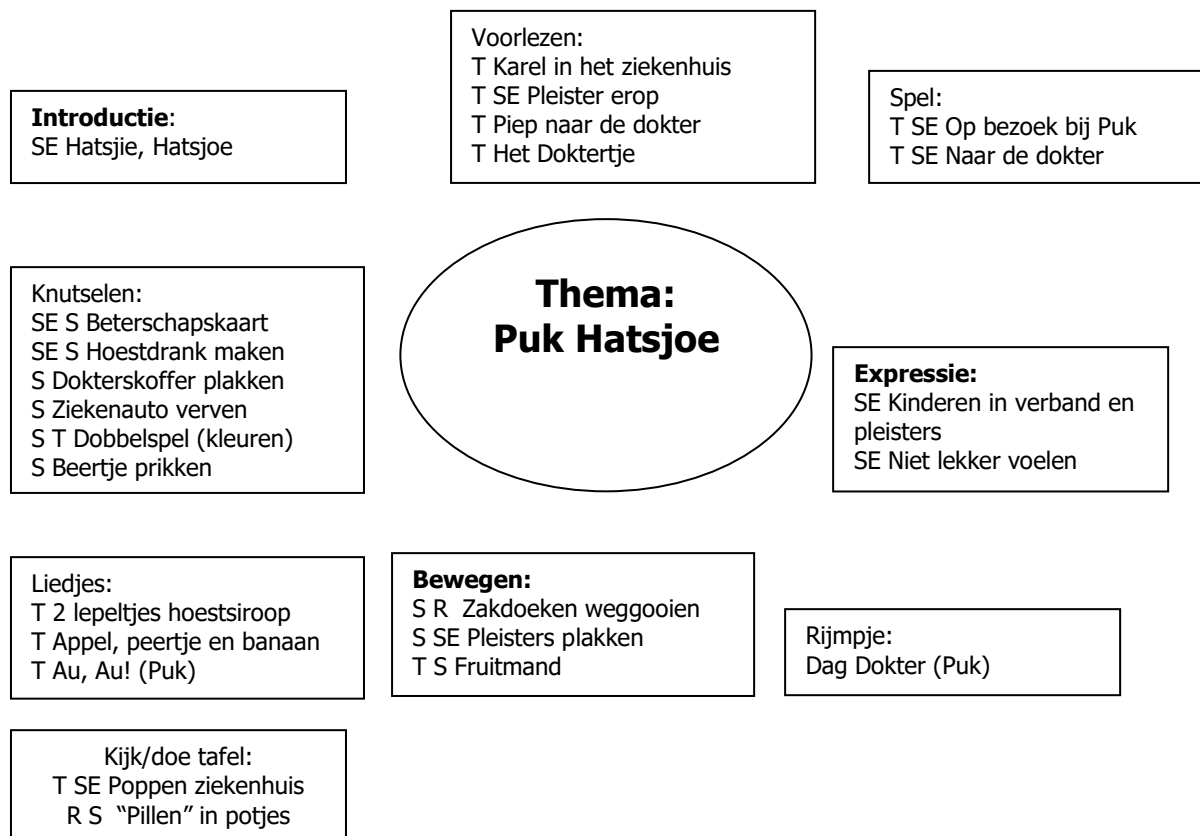 Voorlezen:
T Karel in het ziekenhuis
T SE Pleister erop
T Piep naar de dokter
T Het Doktertje
Introductie:
SE Hatsjie, Hatsjoe
Spel:
T SE Op bezoek bij Puk
T SE Naar de dokter
Thema:
Puk Hatsjoe
Knutselen:
SE S Beterschapskaart
SE S Hoestdrank maken
S Dokterskoffer plakken
S Ziekenauto verven
S T Dobbelspel (kleuren)
S Beertje prikken
Expressie:
SE Kinderen in verband en
pleisters
SE Niet lekker voelen
Liedjes:
T 2 lepeltjes hoestsiroop
T Appel, peertje en banaan
T Au, Au! (Puk)
Bewegen:
S R  Zakdoeken weggooien
S SE Pleisters plakken
T S Fruitmand
Rijmpje:
Dag Dokter (Puk)
Kijk/doe tafel:
T SE Poppen ziekenhuis
R S  “Pillen” in potjes